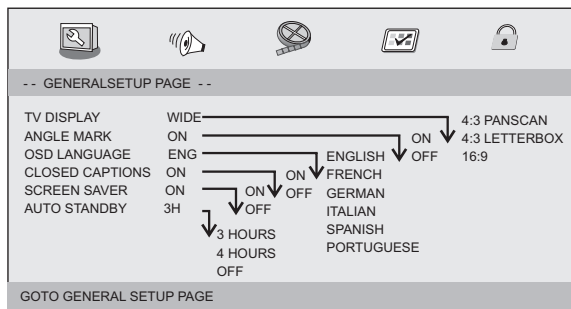 - - GENERALSETUP PAGE - -
TV DISPLAY WIDE 4:3 PANSCAN
ANGLE MARK ON ON 4:3 LETTERBOX
OSD LANGUAGE ENG ENGLISH OFF 16:9
CLOSED CAPTIONS ON ON FRENCH
SCREEN SAVER ON ON OFF GERMAN
AUTO STANDBY 3H OFF ITALIAN
SPANISH
3 HOURS PORTUGUESE
4 HOURS
OFF
GOTO GENERAL SETUP PAGE